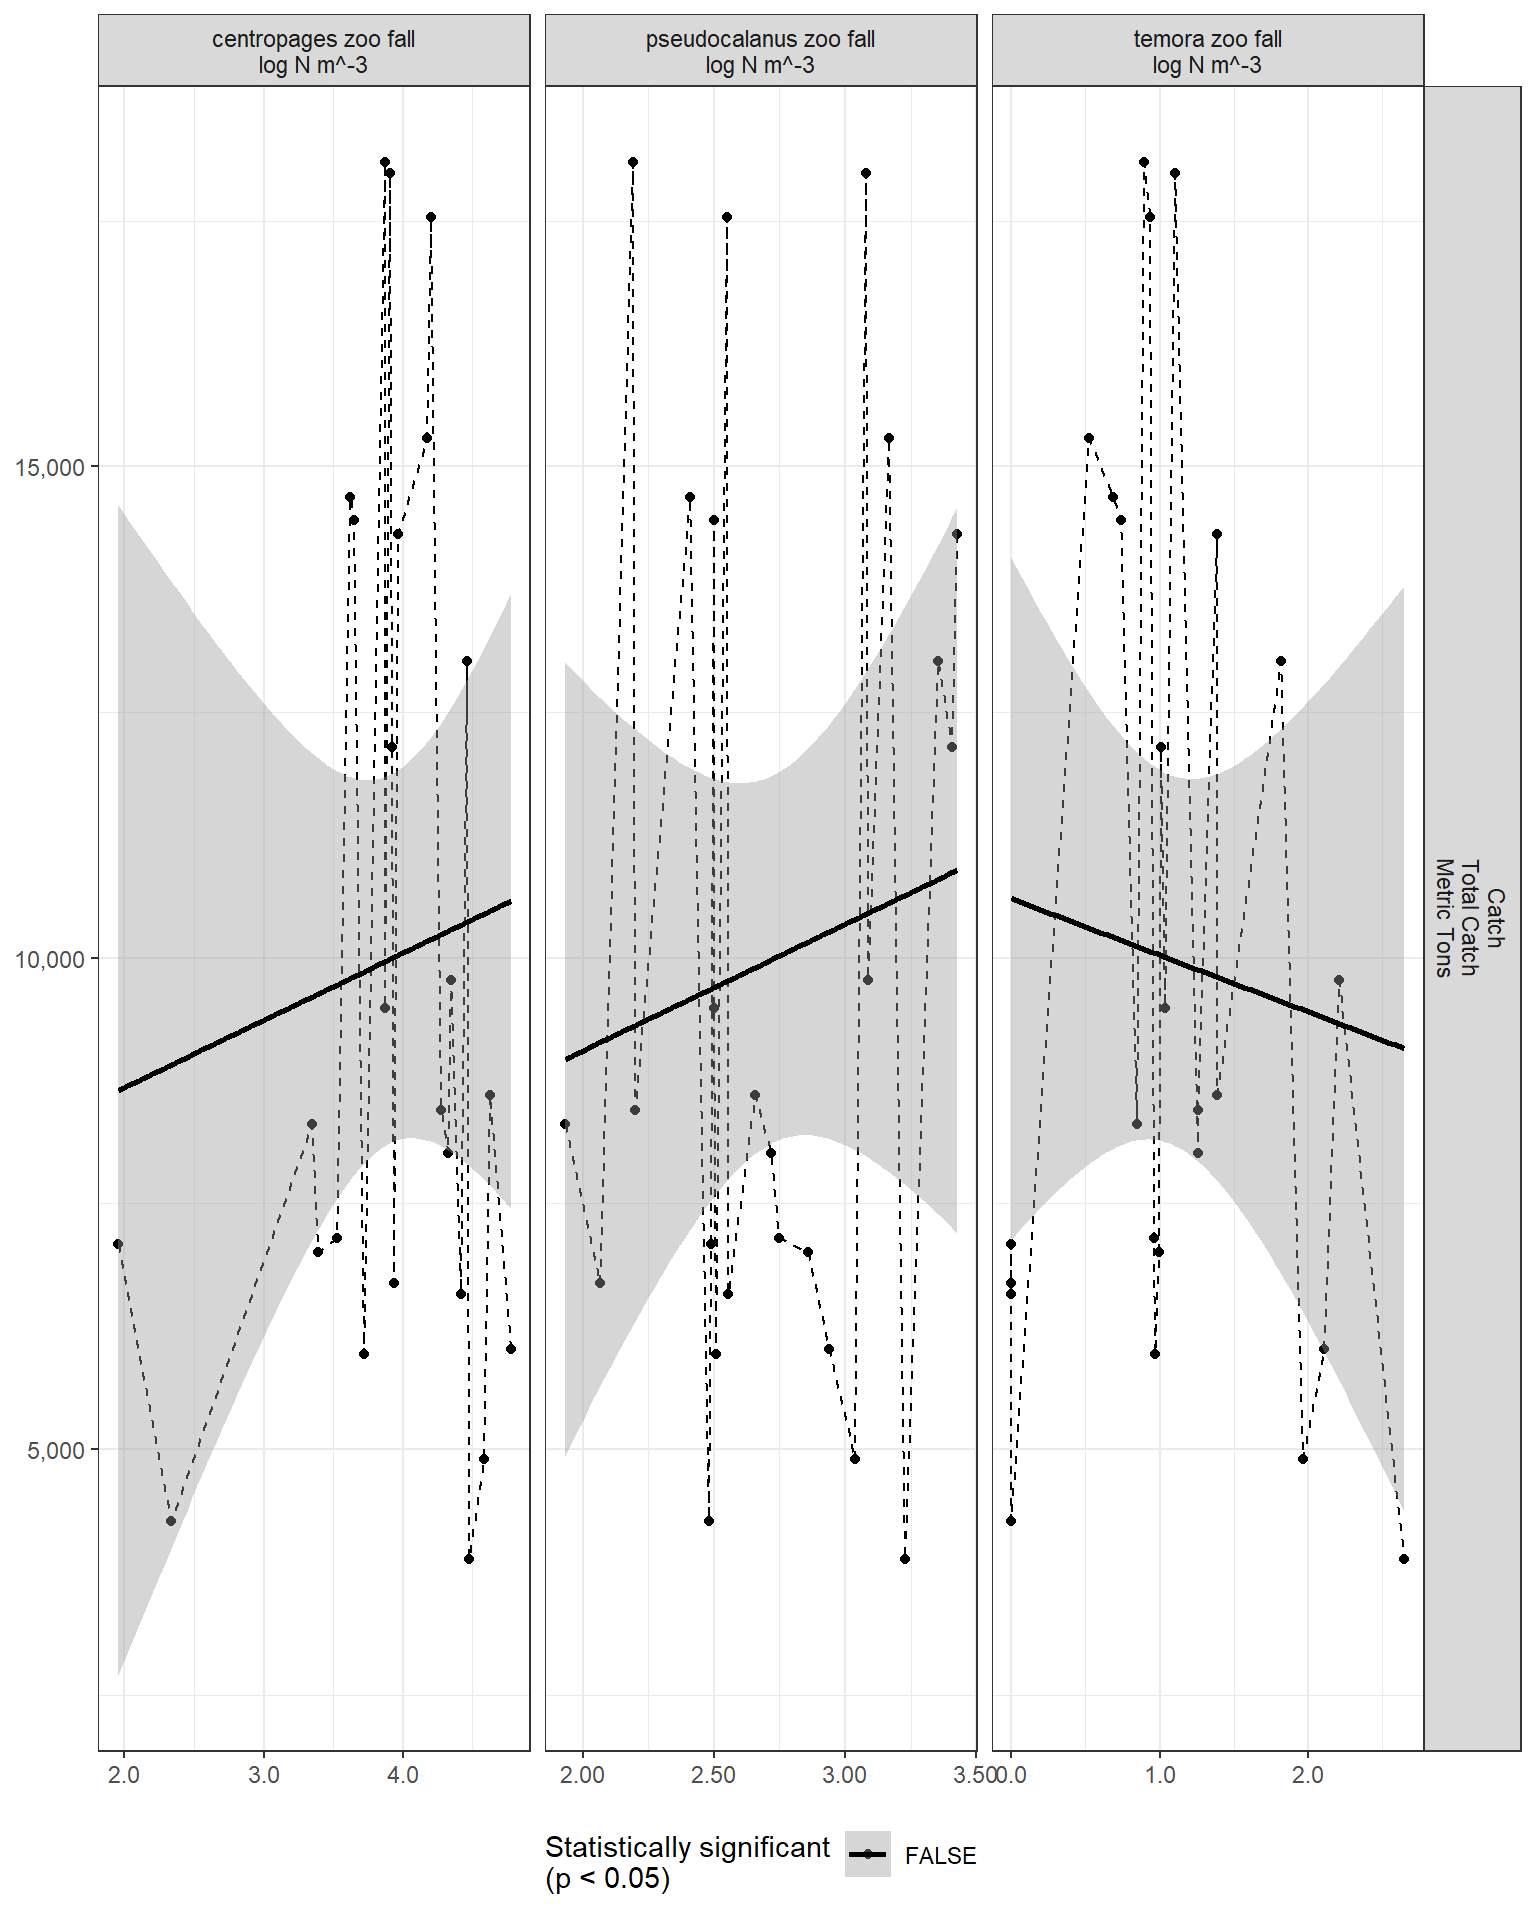 centropages zoo fall
log N m^-3
pseudocalanus zoo fall
log N m^-3
temora zoo fall
log N m^-3
Catch
Total Catch
Metric Tons
15,000
10,000
5,000
2.0
3.0
4.0
2.00
2.50
3.00
3.50
0.0
1.0
2.0
Statistically significant
(p < 0.05)
FALSE